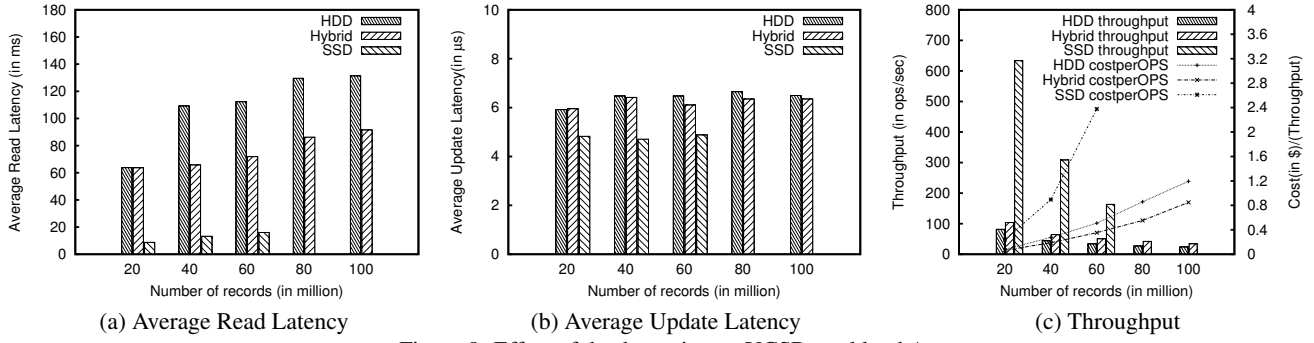 Average Read Latency (in ms)
180
160
140
120
100
80
60
40
20
0
HDD
Hybrid
SSD
20 40 60 80 100
Number of records (in million)
(a) Average Read Latency
Average Update Latency(in µs)
10
8
6
4
2
0
HDD
Hybrid
SSD
20 40 60 80 100
Number of records (in million)
(b) Average Update Latency
Throughput (in ops/sec)
800
700
600
500
400
300
200
100
0
HDD throughput
Hybrid throughput
SSD throughput
HDD costperOPS
Hybrid costperOPS
SSD costperOPS
4
3.6
3.2
2.8
2.4
2
1.6
1.2
0.8
0.4
0
Cost(in $)/(Throughput)
20 40 60 80 100
Number of records (in million)
(c) Throughput